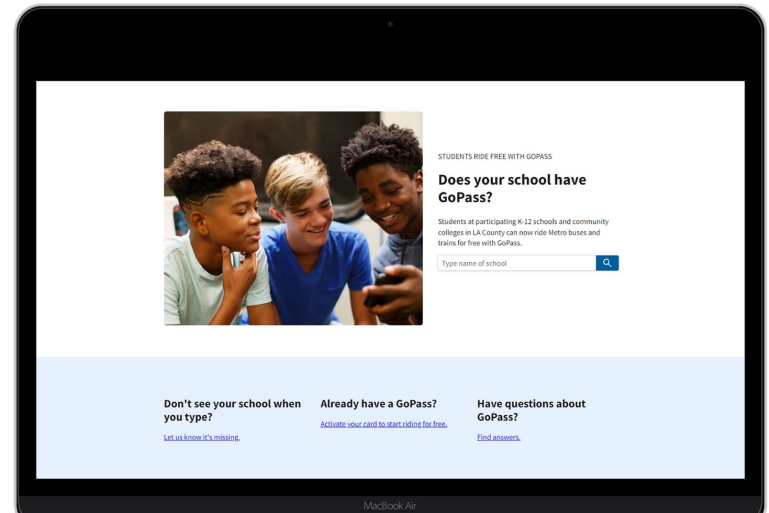 STUDENTS RIDE FREE WITH GOPASS
Does your school have
GoPass?
Students at participating K-12 schools and community
colleges in LA County can now ride Metro buses and
trains for free with GoPass.
Type name of school
Don't see your school when
you type?
Let us know it's missing.
Already have a GoPass?
Activate your card to start riding for free.
Have questions about
GoPass?
Find answers.
MacBook Air